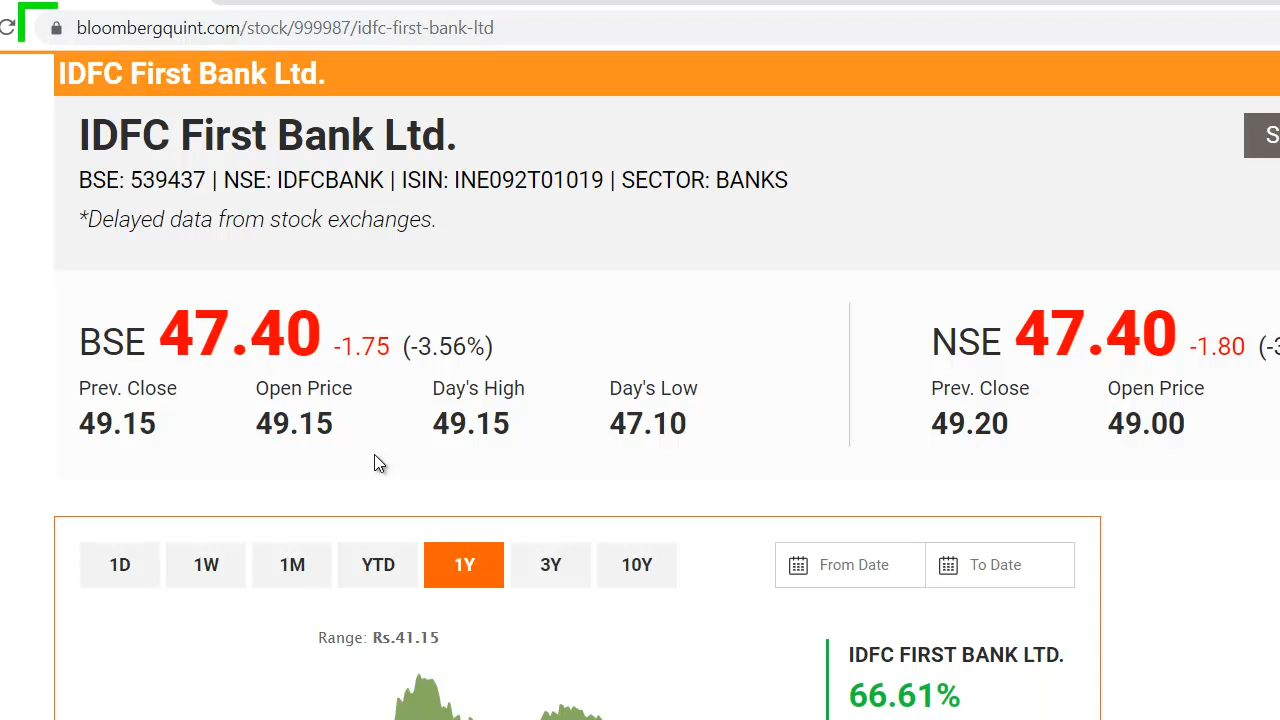 bloombergquint.com/stock/999987/idfc-first-bank-ltd
IDFC First Bank Ltd.
IDFC First Bank Ltd.
S
BSE: 539437 | NSE: IDFCBANK | ISIN: INE092T01019 | SECTOR: BANKS
*Delayed data from stock exchanges.
BSE 47.40 -1.75 (-3.56%)
Prev. Close Open Price Day's High Day's Low
49.15 49.15 49.15 47.10
NSE 47.40 -1.80 (-3
Prev. Close Open Price
49.20 49.00
1D 1W 1M YTD 1Y 3Y 10Y
From Date To Date
Range: Rs.41.15
IDFC FIRST BANK LTD.
66.61%